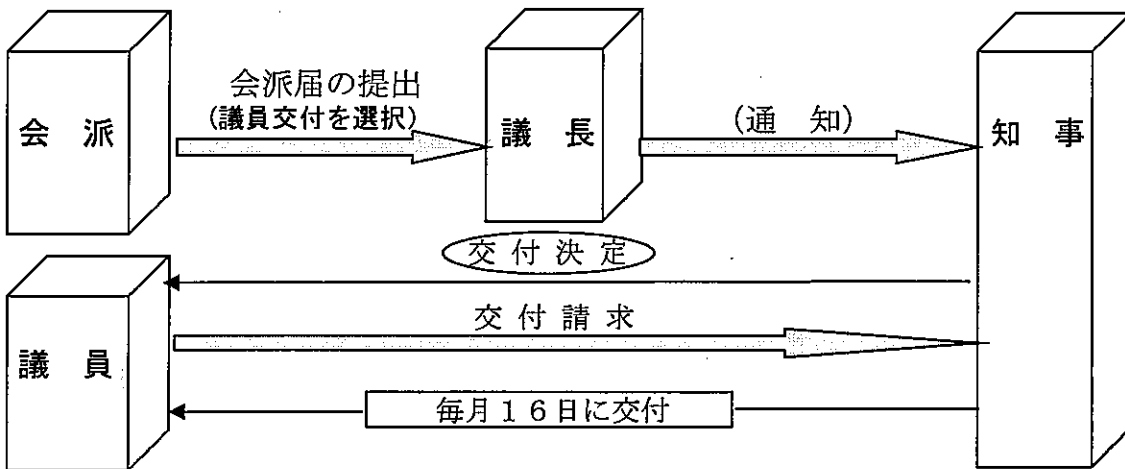 会派届の提出
(議員交付を選択)
会　派
議　長
(通　知)
知　事
交 付 決 定
交 付 請 求
議　員
毎月１６日に交付